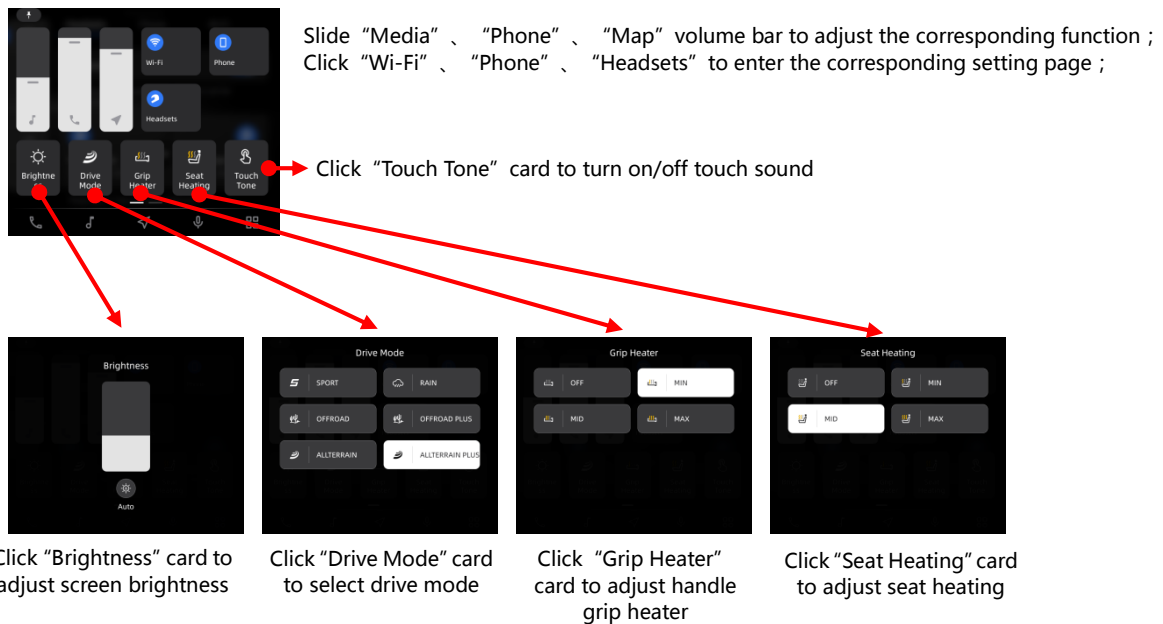 Slide “Media” 、 “Phone” 、 “Map” volume bar to adjust the corresponding function ；
Click “Wi-Fi” 、 “Phone” 、 “Headsets” to enter the corresponding setting page ；
Wi-Fi
Phone
Headsets
Brightne
Drive
Mode
Grip
Heater
Seat
Heating
Touch
Tone
Click “Touch Tone” card to turn on/off touch sound
Brightness
Auto
Drive Mode
SPORT
RAIN
OFFROAD
OFFROAD PLUS
ALLTERRAIN
ALLTERRAIN PLUS
Grip Heater
OFF
MIN
MID
MAX
Seat Heating
OFF
MIN
MID
MAX
Click “Brightness” card to
adjust screen brightness
Click “Drive Mode” card
to select drive mode
Click “Grip Heater”
card to adjust handle
grip heater
Click “Seat Heating” card
to adjust seat heating